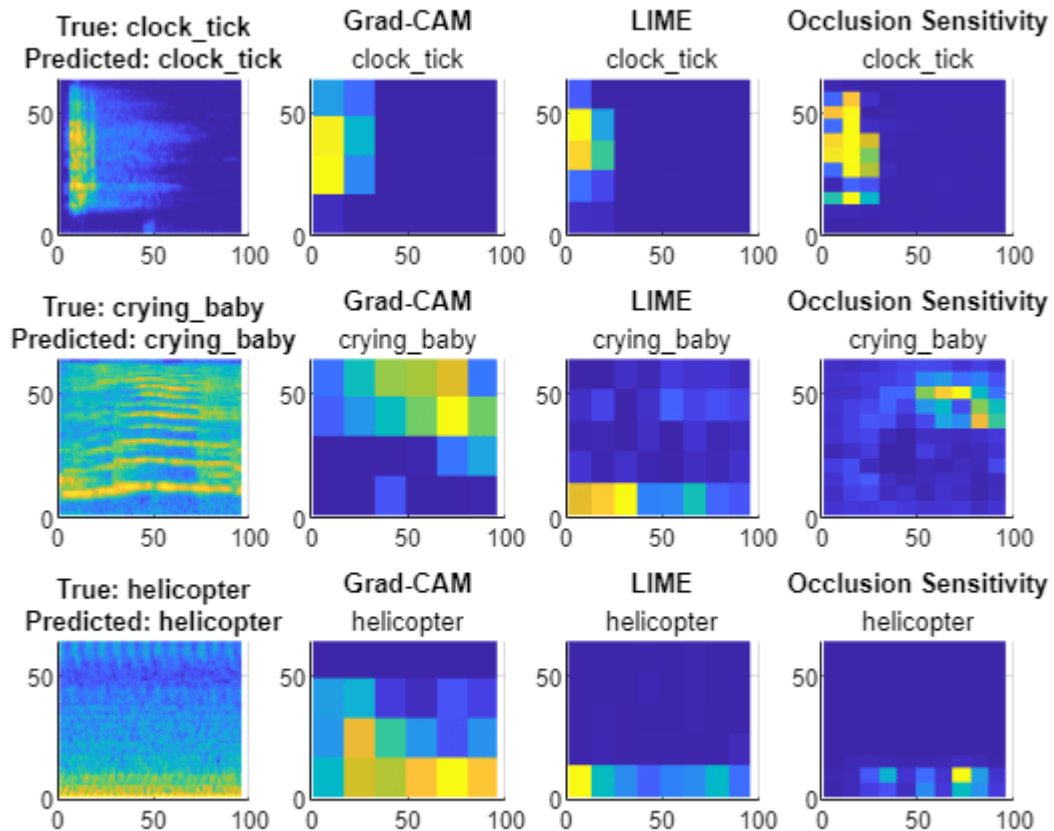 True: clock_tick
Predicted: clock_tick
Grad-CAM
clock_tick
LIME
clock_tick
Occlusion Sensitivity
clock_tick
50
0
0
50
100
50
0
0
50
100
50
0
0
50
100
50
0
0
50
100
True: crying_baby
Predicted: crying_baby
Grad-CAM
crying_baby
LIME
crying_baby
Occlusion Sensitivity
crying_baby
50
0
0
50
100
50
0
0
50
100
50
0
0
50
100
50
0
0
50
100
True: helicopter
Predicted: helicopter
Grad-CAM
helicopter
LIME
helicopter
Occlusion Sensitivity
helicopter
50
0
0
50
100
50
0
0
50
100
50
0
0
50
100
50
0
0
50
100